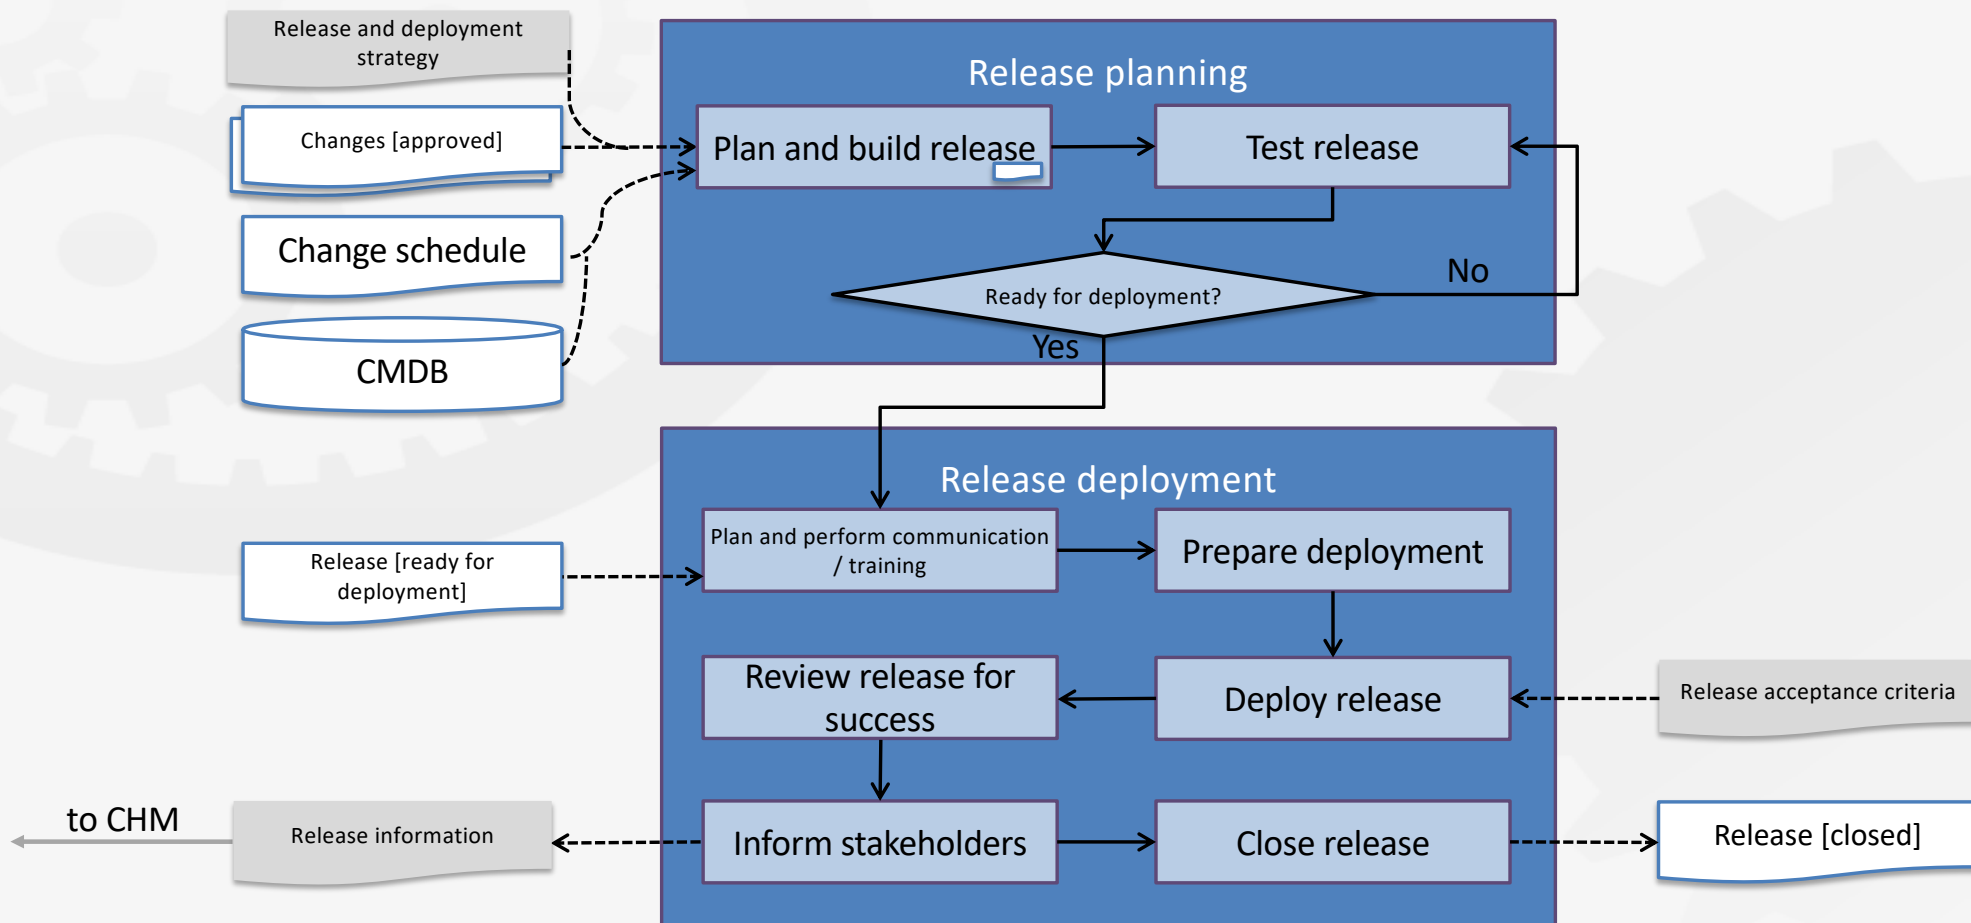 Release and deployment
strategy
Changes [approved]
Change schedule
CMDB
Release planning
Plan and build release
Test release
Ready for deployment?
No
Yes
Release deployment
Release [ready for
deployment]
Plan and perform communication
/ training
Prepare deployment
Review release for
success
Deploy release
Release acceptance criteria
to CHM
Release information
Inform stakeholders
Close release
Release [closed]